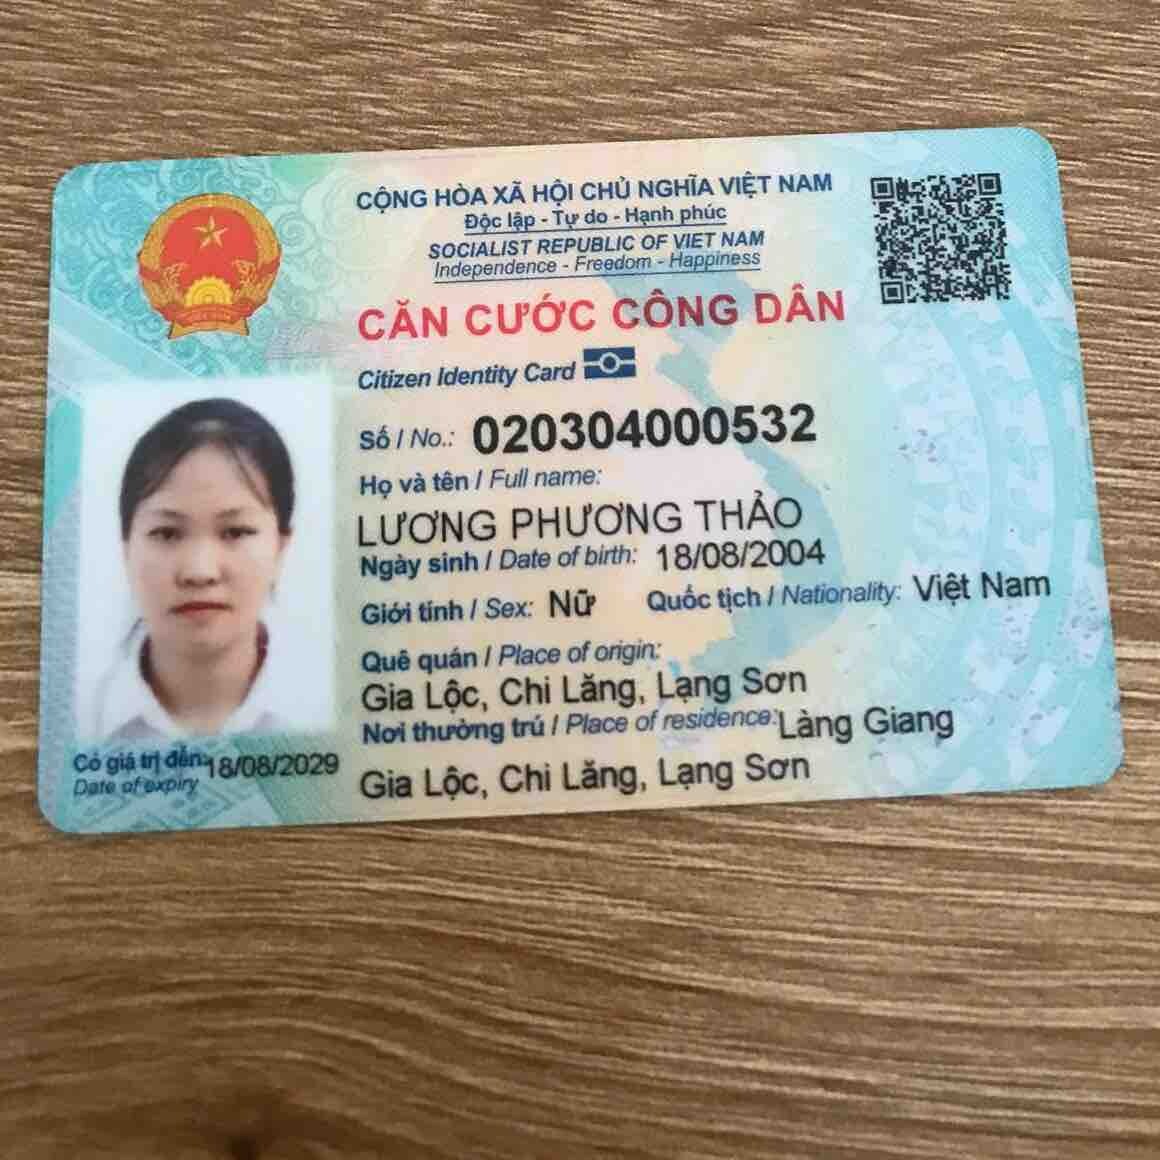 CỘNG HÒA XÃ HỘI CHỦ NGHĨA VIỆT NAM
Độc lập - Tự do - Hạnh phúc
SOCIALIST REPUBLIC OF VIET NAM
Independence - Freedom - Happiness
CĂN CƯỚC CÔNG DÂN
Citizen Identity Card
Số / No.: 020304000532
Họ và tên / Full name:
LƯƠNG PHƯƠNG THẢO
Ngày sinh / Date of birth: 18/08/2004
Giới tính / Sex: Nữ Quốc tịch / Nationality: Việt Nam
Quê quán / Place of origin:
Gia Lộc, Chi Lăng, Lạng Sơn
Nơi thường trú / Place of residence: Làng Giang
Gia Lộc, Chi Lăng, Lạng Sơn
Có giá trị đến: 18/08/2029
Date of expiry